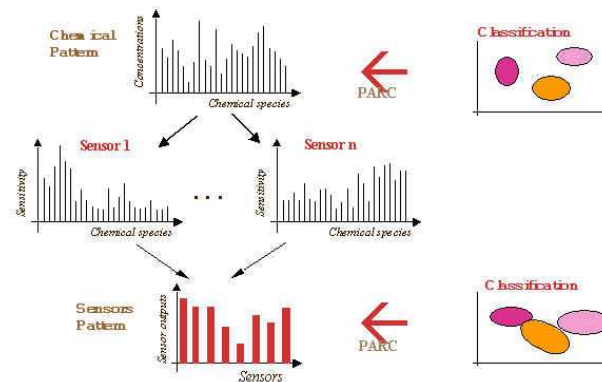 Chemical
Pattern
Concentrations
Chemical species
PARC
Classification
Sensor 1
Sensitivity
Chemical species
. . .
Sensor n
Sensitivity
Chemical species
Sensors
Pattern
Sensor outputs
Sensors
PARC
Classification